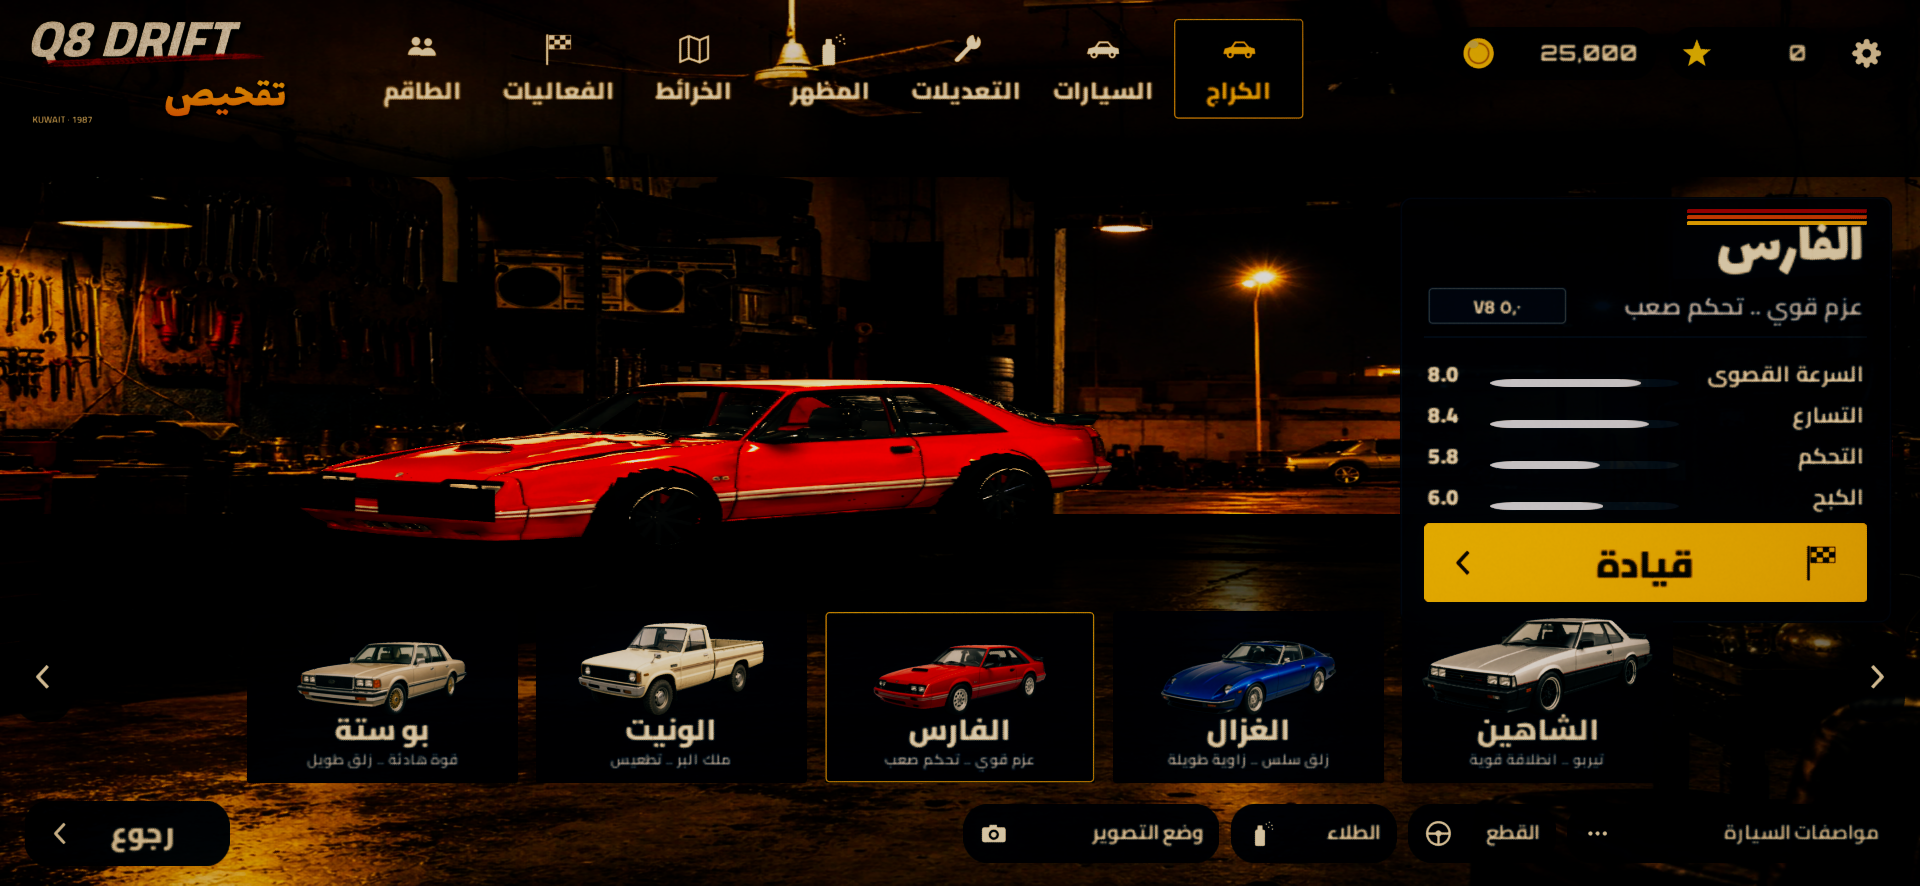 Q8 DRIFT
تفحيص
KUWAIT · 1987
الكراج
السيارات
التعديلات
المظهر
الخرائط
الفعاليات
الطاقم
25,000
0
الفارس
عزم قوي .. تحكم صعب
V8 ٥,٠
السرعة القصوى 8.0
التسارع 8.4
التحكم 5.8
الكبح 6.0
قيادة
الشاهين
تيربو .. انطلاقة قوية
الغزال
زلق سلس .. زاوية طويلة
الفارس
عزم قوي .. تحكم صعب
الونيت
ملك البر .. تطعيس
بو ستة
قوة هادئة .. زلق طويل
مواصفات السيارة
القطع
الطلاء
وضع التصوير
رجوع